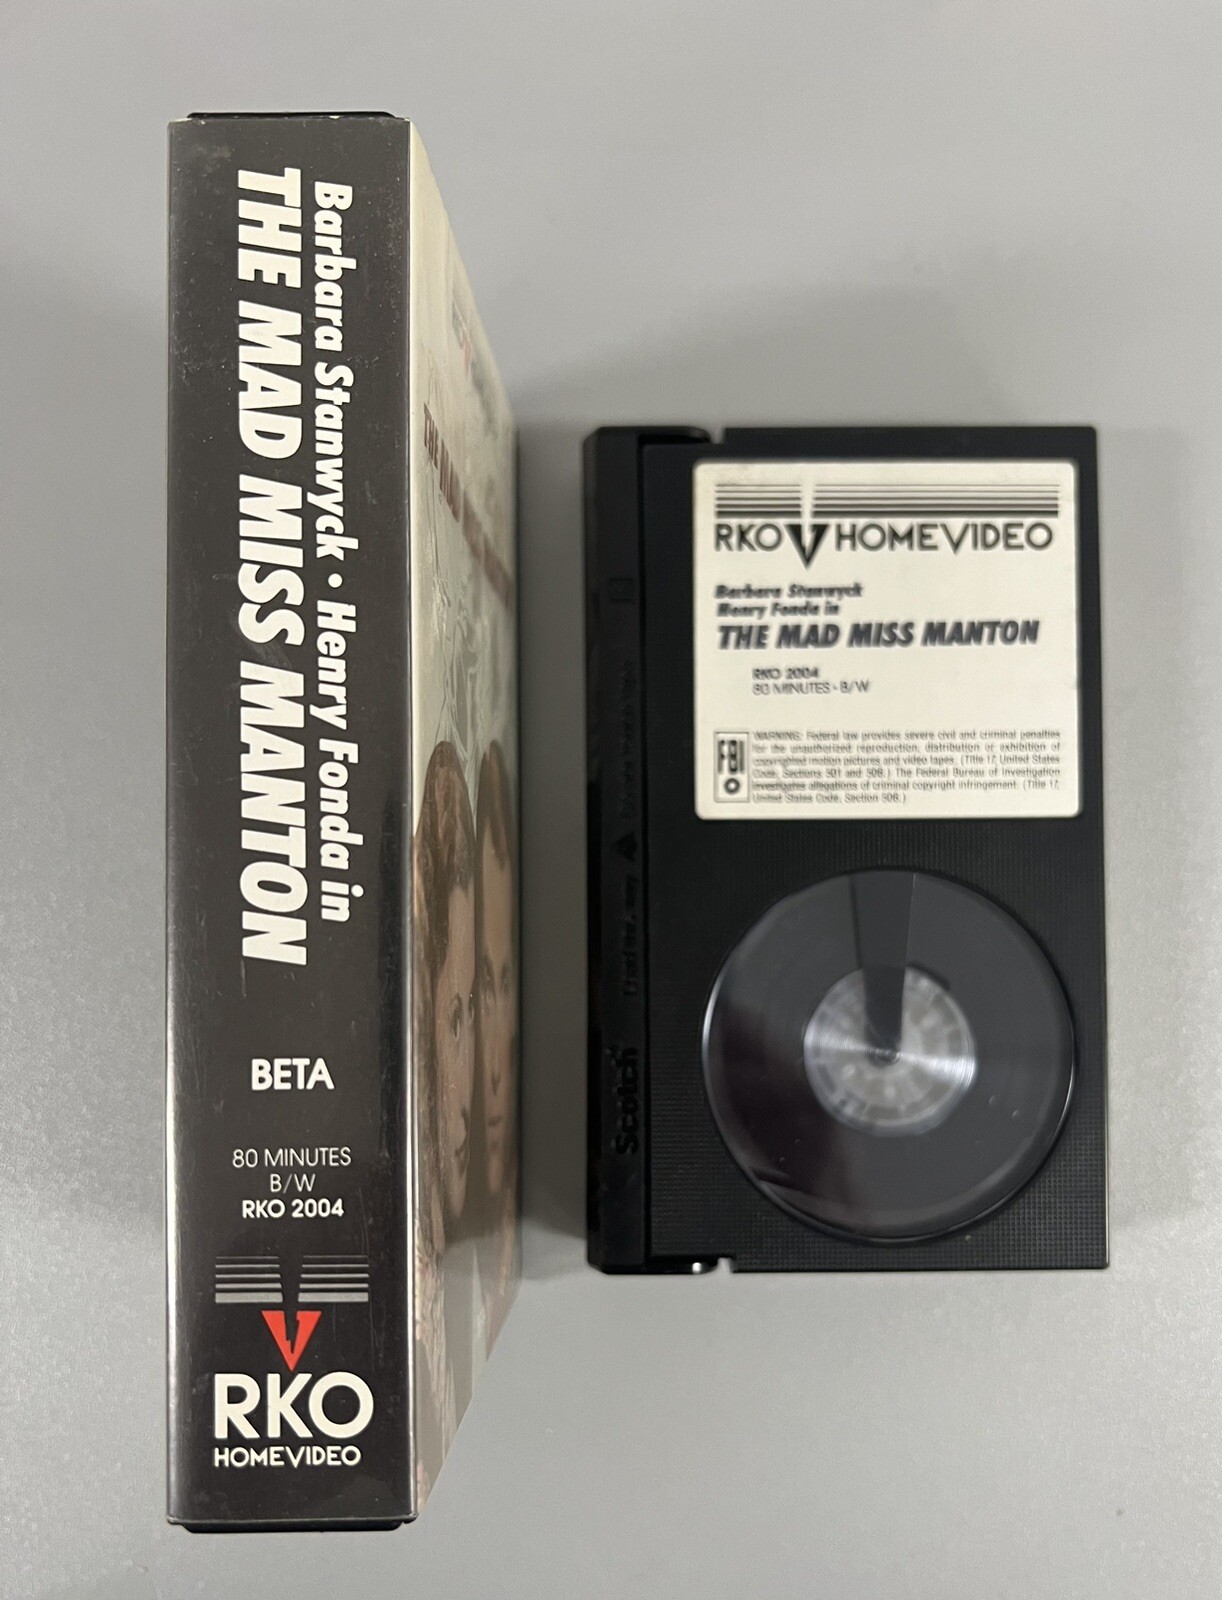 Barbara Stanwyck • Henry Fonda in
THE MAD MISS MANTON
BETA
80 MINUTES
B/W
RKO 2004
RKO
HOMEVIDEO
THE MAD
RKO HOMEVIDEO
Barbara Stanwyck
Henry Fonda in
THE MAD MISS MANTON
RKO 2004
80 MINUTES • B/W
FBI
WARNING: Federal law provides severe civil and criminal penalties
for the unauthorized reproduction, distribution or exhibition of
copyrighted motion pictures and video tapes. (Title 17, United States
Code, Sections 501 and 506.) The Federal Bureau of Investigation
investigates allegations of criminal copyright infringement. (Title 17,
United States Code, Section 506.)
Scotch